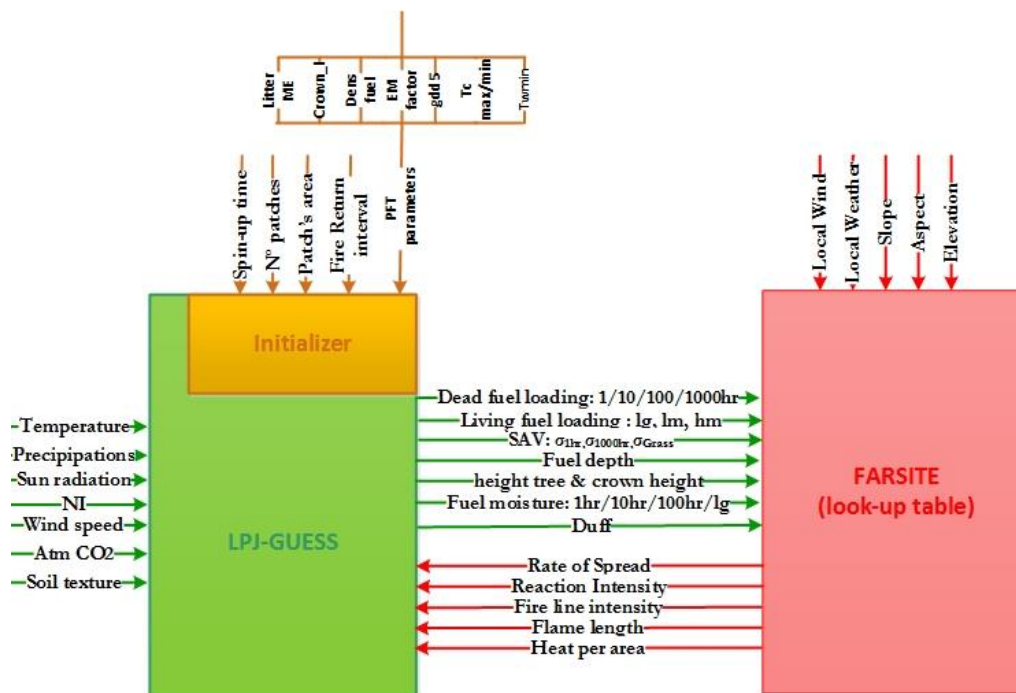 Litter
ME
Crown_l
Dens
fuel
EM
factor
gdd 5
Tc
max/min
Twmin
Spin-up time
N° patches
Patch's area
Fire Return
interval
PFT
parameters
Local Wind
Local Weather
Slope
Aspect
Elevation
Initializer
Temperature
Precipipations
Sun radiation
NI
Wind speed
Atm CO2
Soil texture
LPJ-GUESS
Dead fuel loading: 1/10/100/1000hr
Living fuel loading : lg, lm, hm
SAV: σ1hr,σ1000hr,σGrass
Fuel depth
height tree & crown height
Fuel moisture: 1hr/10hr/100hr/lg
Duff
Rate of Spread
Reaction Intensity
Fire line intensity
Flame length
Heat per area
FARSITE
(look-up table)